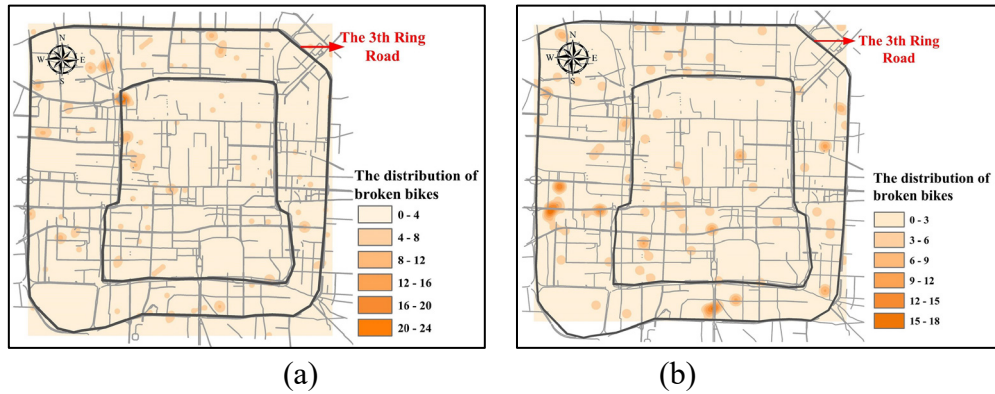 N
W E
S
The 3th Ring
Road
The distribution of
broken bikes
0 - 4
4 - 8
8 - 12
12 - 16
16 - 20
20 - 24
(a)
N
W E
S
The 3th Ring
Road
The distribution of
broken bikes
0 - 3
3 - 6
6 - 9
9 - 12
12 - 15
15 - 18
(b)